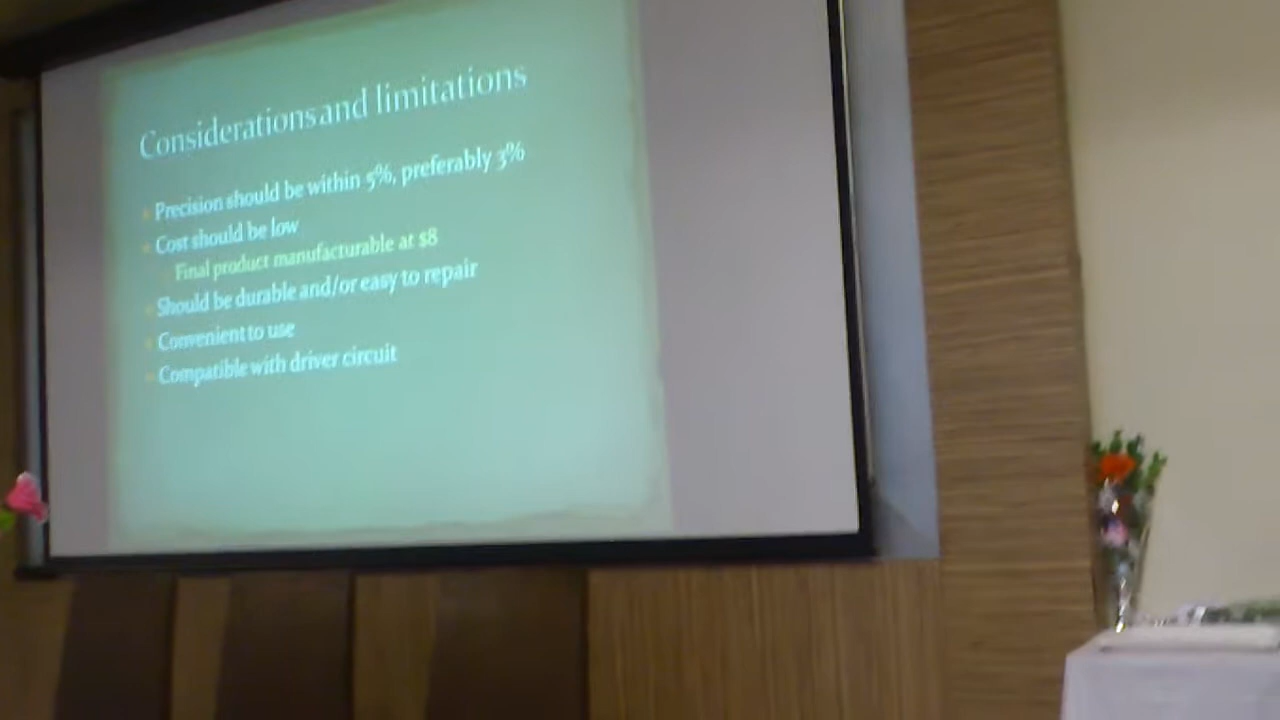 Considerations and limitations
Precision should be within 5%, preferably 3%
Cost should be low
Final product manufacturable at $8
Should be durable and/or easy to repair
Convenient to use
Compatible with driver circuit